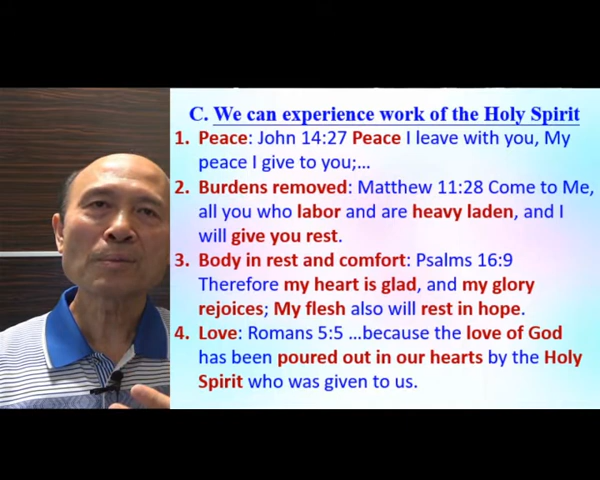 C. We can experience work of the Holy Spirit
1. Peace: John 14:27 Peace I leave with you, My
peace I give to you;...
2. Burdens removed: Matthew 11:28 Come to Me,
all you who labor and are heavy laden, and I
will give you rest.
3. Body in rest and comfort: Psalms 16:9
Therefore my heart is glad, and my glory
rejoices; My flesh also will rest in hope.
4. Love: Romans 5:5 ...because the love of God
has been poured out in our hearts by the Holy
Spirit who was given to us.